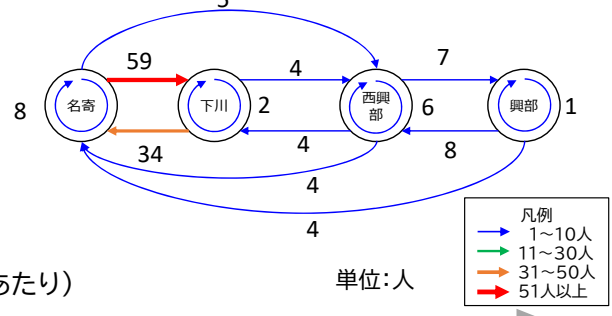 59
4
7
8
名寄
下川
2
西興
部
6
興部
1
34
4
8
4
4
凡例
1～10人
11～30人
31～50人
51人以上
あたり)
単位:人